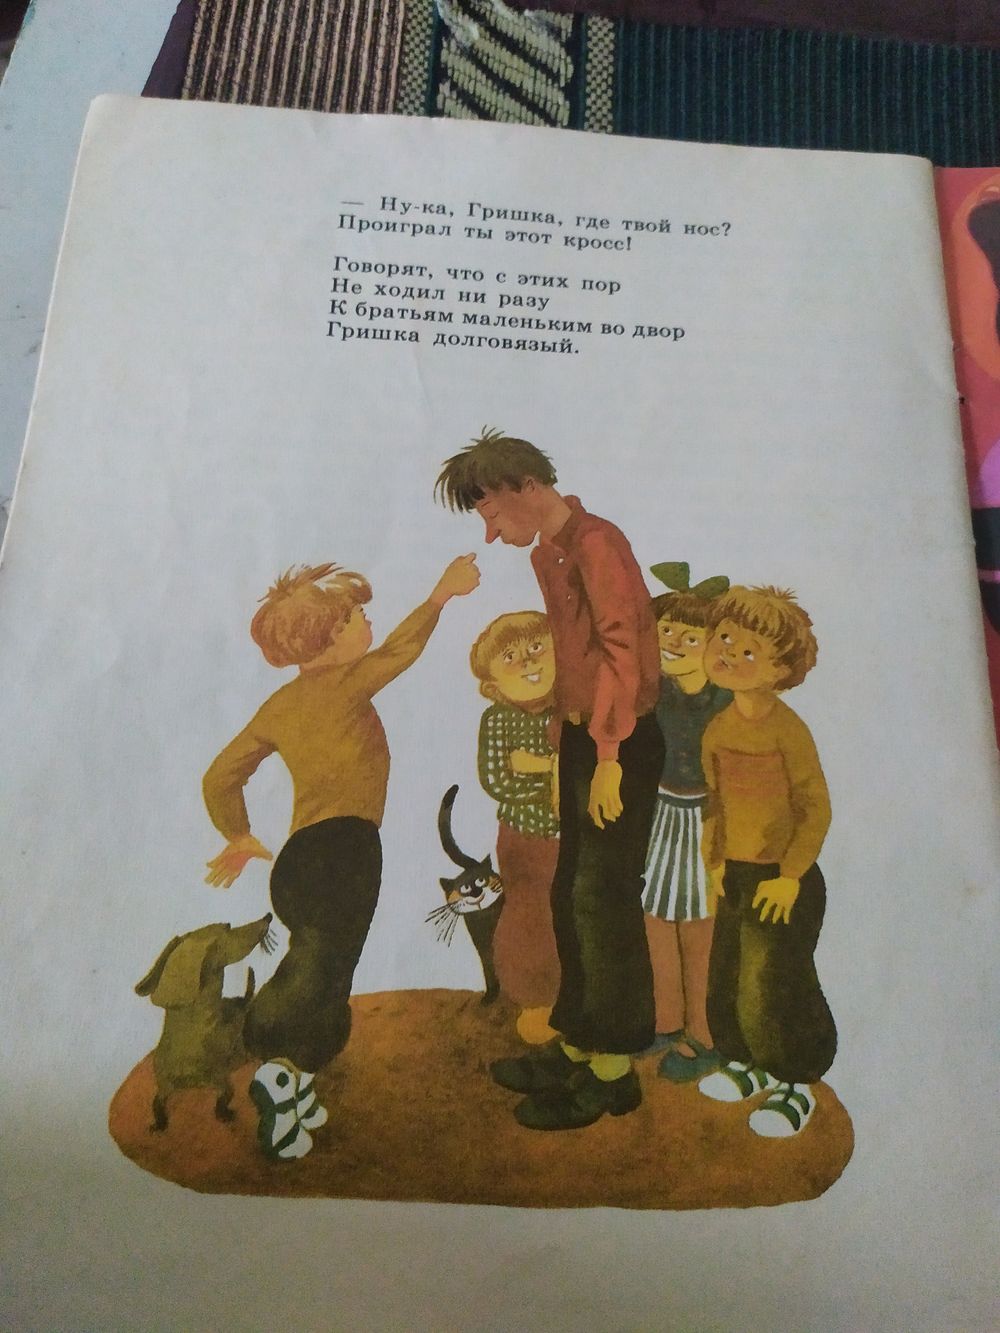 — Ну-ка, Гришка, где твой нос?
Проиграл ты этот кросс!
Говорят, что с этих пор
Не ходил ни разу
К братьям маленьким во двор
Гришка долговязый.